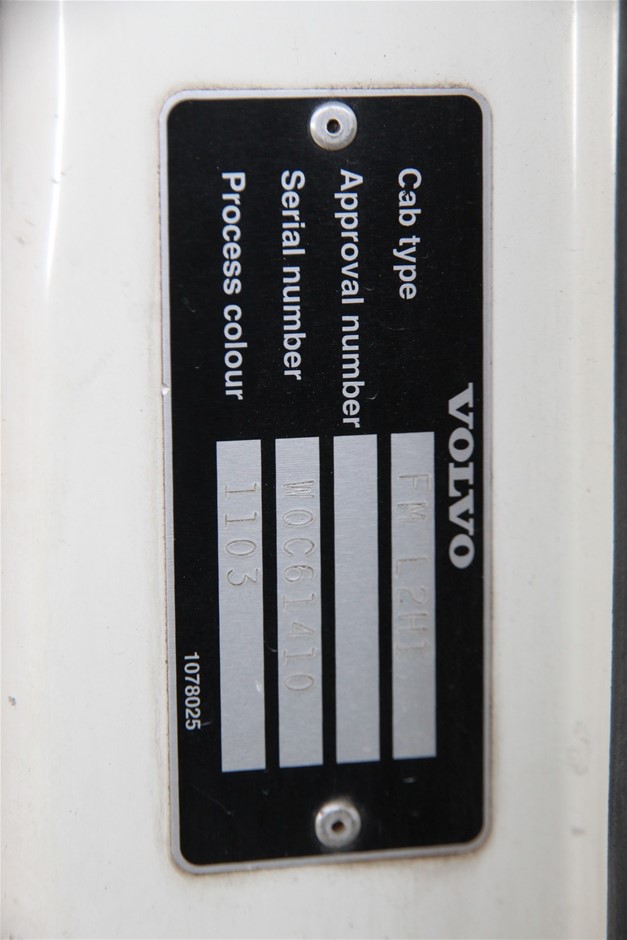 VOLVO
Cab type FM L2H1
Approval number
Serial number W0C61410
Process colour 1103
1078025